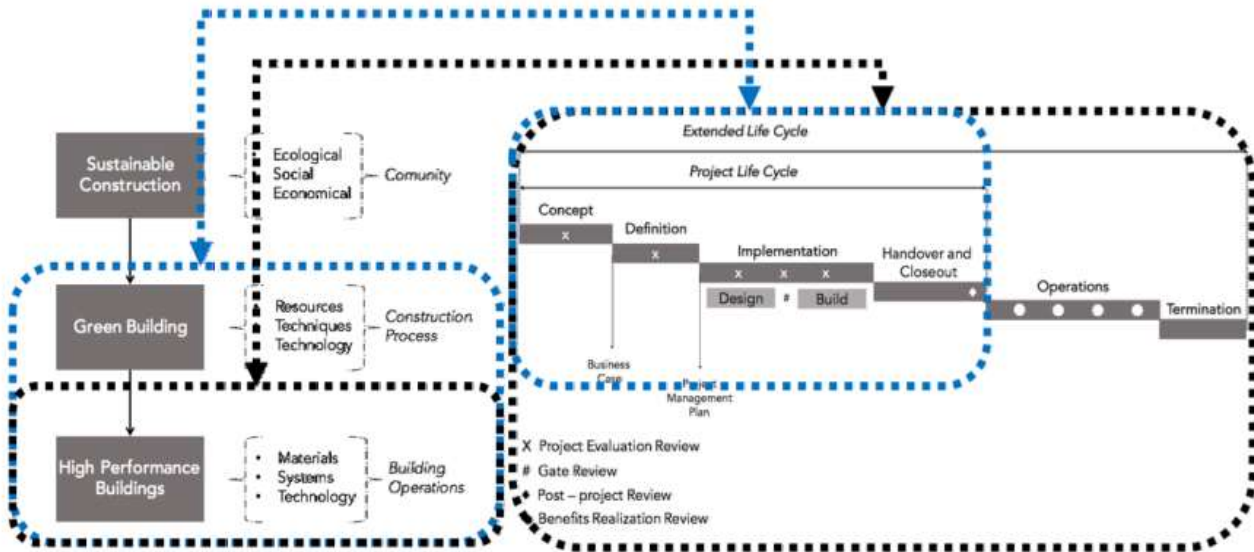 Sustainable
Construction
Ecological
Social
Economical
Comunity
Green Building
Resources
Techniques
Technology
Construction
Process
High Performance
Buildings
• Materials
• Systems
• Technology
Building
Operations
Extended Life Cycle
Project Life Cycle
Concept
X
Definition
X
Implementation
X X X
Design # Build
Handover and
Closeout
Operations
Termination
Business
Case
Project
Management
Plan
X Project Evaluation Review
# Gate Review
♦ Post – project Review
Benefits Realization Review